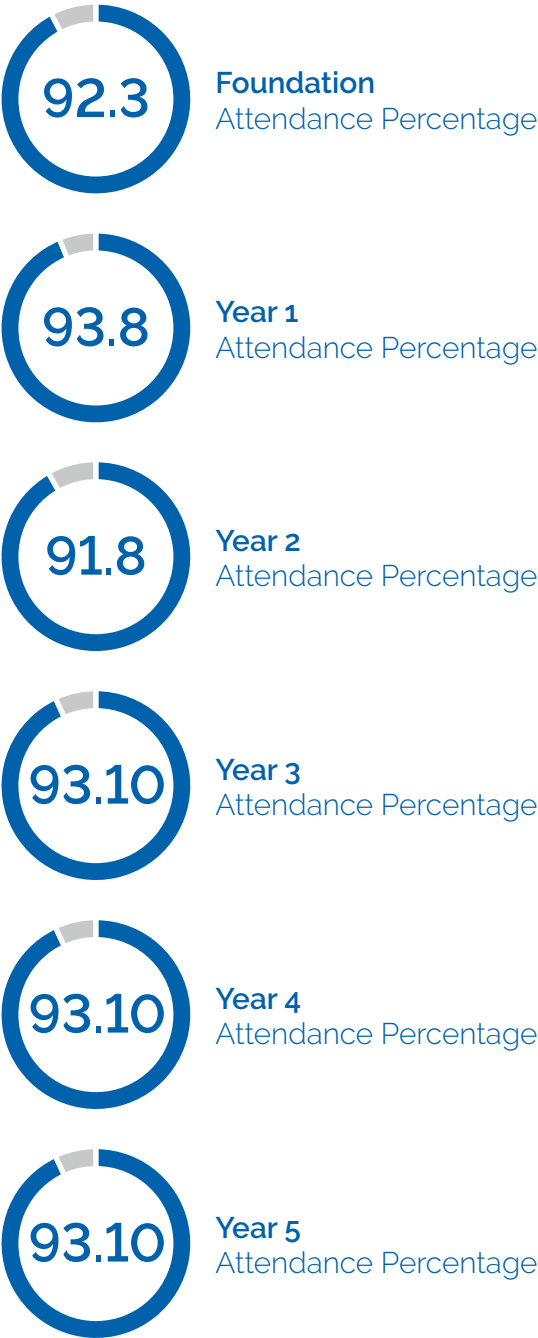 92.3
Foundation
Attendance Percentage
93.8
Year 1
Attendance Percentage
91.8
Year 2
Attendance Percentage
93.10
Year 3
Attendance Percentage
93.10
Year 4
Attendance Percentage
93.10
Year 5
Attendance Percentage